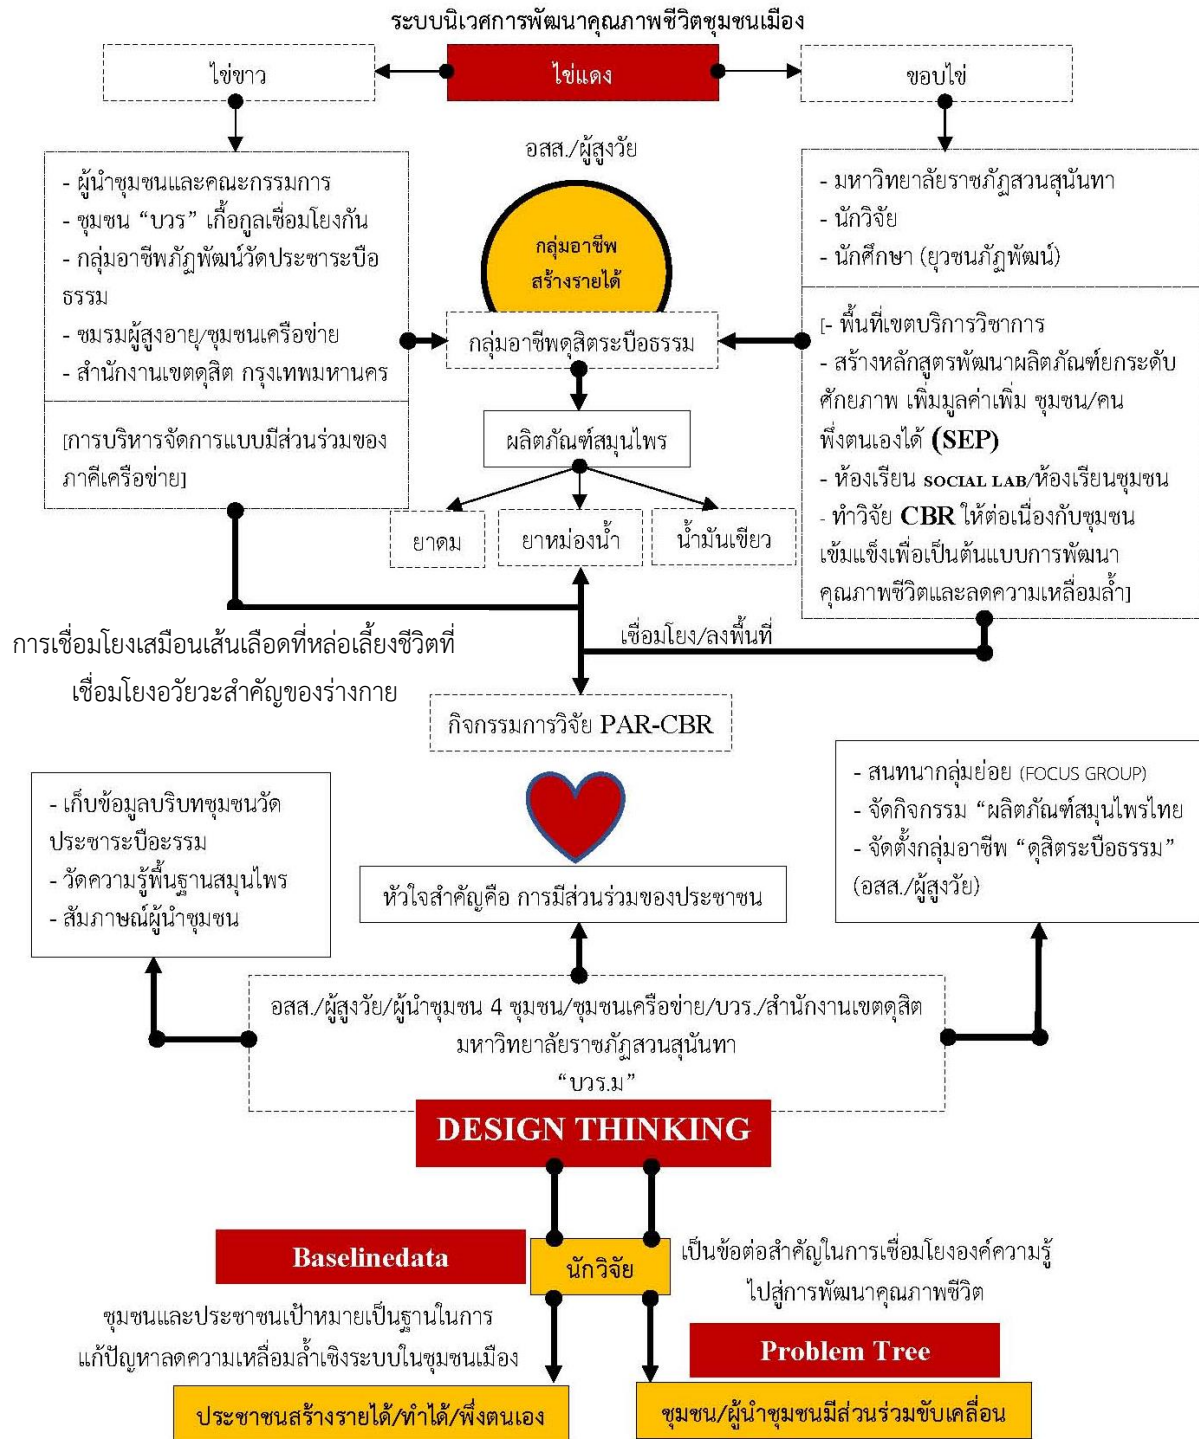 ระบบนิเวศการพัฒนาคุณภาพชีวิตชุมชนเมือง
ไข่ขาว
ไข่แดง
ขอบไข่
อสส./ผู้สูงวัย
- ผู้นำชุมชนและคณะกรรมการ
- ชุมชน “บวร” เกื้อกูลเชื่อมโยงกัน
- กลุ่มอาชีพภัฏพัฒน์วัดประชาระบือ
ธรรม
- ชมรมผู้สูงอายุ/ชุมชนเครือข่าย
- สำนักงานเขตดุสิต กรุงเทพมหานคร
[การบริหารจัดการแบบมีส่วนร่วมของ
ภาคีเครือข่าย]
กลุ่มอาชีพ
สร้างรายได้
กลุ่มอาชีพดุสิตระบือธรรม
ผลิตภัณฑ์สมุนไพร
ยาดม
ยาหม่องน้ำ
น้ำมันเขียว
- มหาวิทยาลัยราชภัฏสวนสุนันทา
- นักวิจัย
- นักศึกษา (ยุวชนภัฏพัฒน์)
[- พื้นที่เขตบริการวิชาการ
- สร้างหลักสูตรพัฒนาผลิตภัณฑ์ยกระดับ
ศักยภาพ เพิ่มมูลค่าเพิ่ม ชุมชน/คน
พึ่งตนเองได้ (SEP)
- ห้องเรียน SOCIAL LAB/ห้องเรียนชุมชน
- ทำวิจัย CBR ให้ต่อเนื่องกับชุมชน
เข้มแข็งเพื่อเป็นต้นแบบการพัฒนา
คุณภาพชีวิตและลดความเหลื่อมล้ำ]
การเชื่อมโยงเสมือนเส้นเลือดที่หล่อเลี้ยงชีวิตที่
เชื่อมโยงอวัยวะสำคัญของร่างกาย
เชื่อมโยง/ลงพื้นที่
กิจกรรมการวิจัย PAR-CBR
- เก็บข้อมูลบริบทชุมชนวัด
ประชาระบือะรรม
- วัดความรู้พื้นฐานสมุนไพร
- สัมภาษณ์ผู้นำชุมชน
หัวใจสำคัญคือ การมีส่วนร่วมของประชาชน
- สนทนากลุ่มย่อย (FOCUS GROUP)
- จัดกิจกรรม “ผลิตภัณฑ์สมุนไพรไทย
- จัดตั้งกลุ่มอาชีพ “ดุสิตระบือธรรม”
(อสส./ผู้สูงวัย)
อสส./ผู้สูงวัย/ผู้นำชุมชน 4 ชุมชน/ชุมชนเครือข่าย/บวร./สำนักงานเขตดุสิต
มหาวิทยาลัยราชภัฏสวนสุนันทา
“บวร.ม”
DESIGN THINKING
Baselinedata
นักวิจัย
เป็นข้อต่อสำคัญในการเชื่อมโยงองค์ความรู้
ไปสู่การพัฒนาคุณภาพชีวิต
ชุมชนและประชาชนเป้าหมายเป็นฐานในการ
แก้ปัญหาลดความเหลื่อมล้ำเชิงระบบในชุมชนเมือง
Problem Tree
ประชาชนสร้างรายได้/ทำได้/พึ่งตนเอง
ชุมชน/ผู้นำชุมชนมีส่วนร่วมขับเคลื่อน